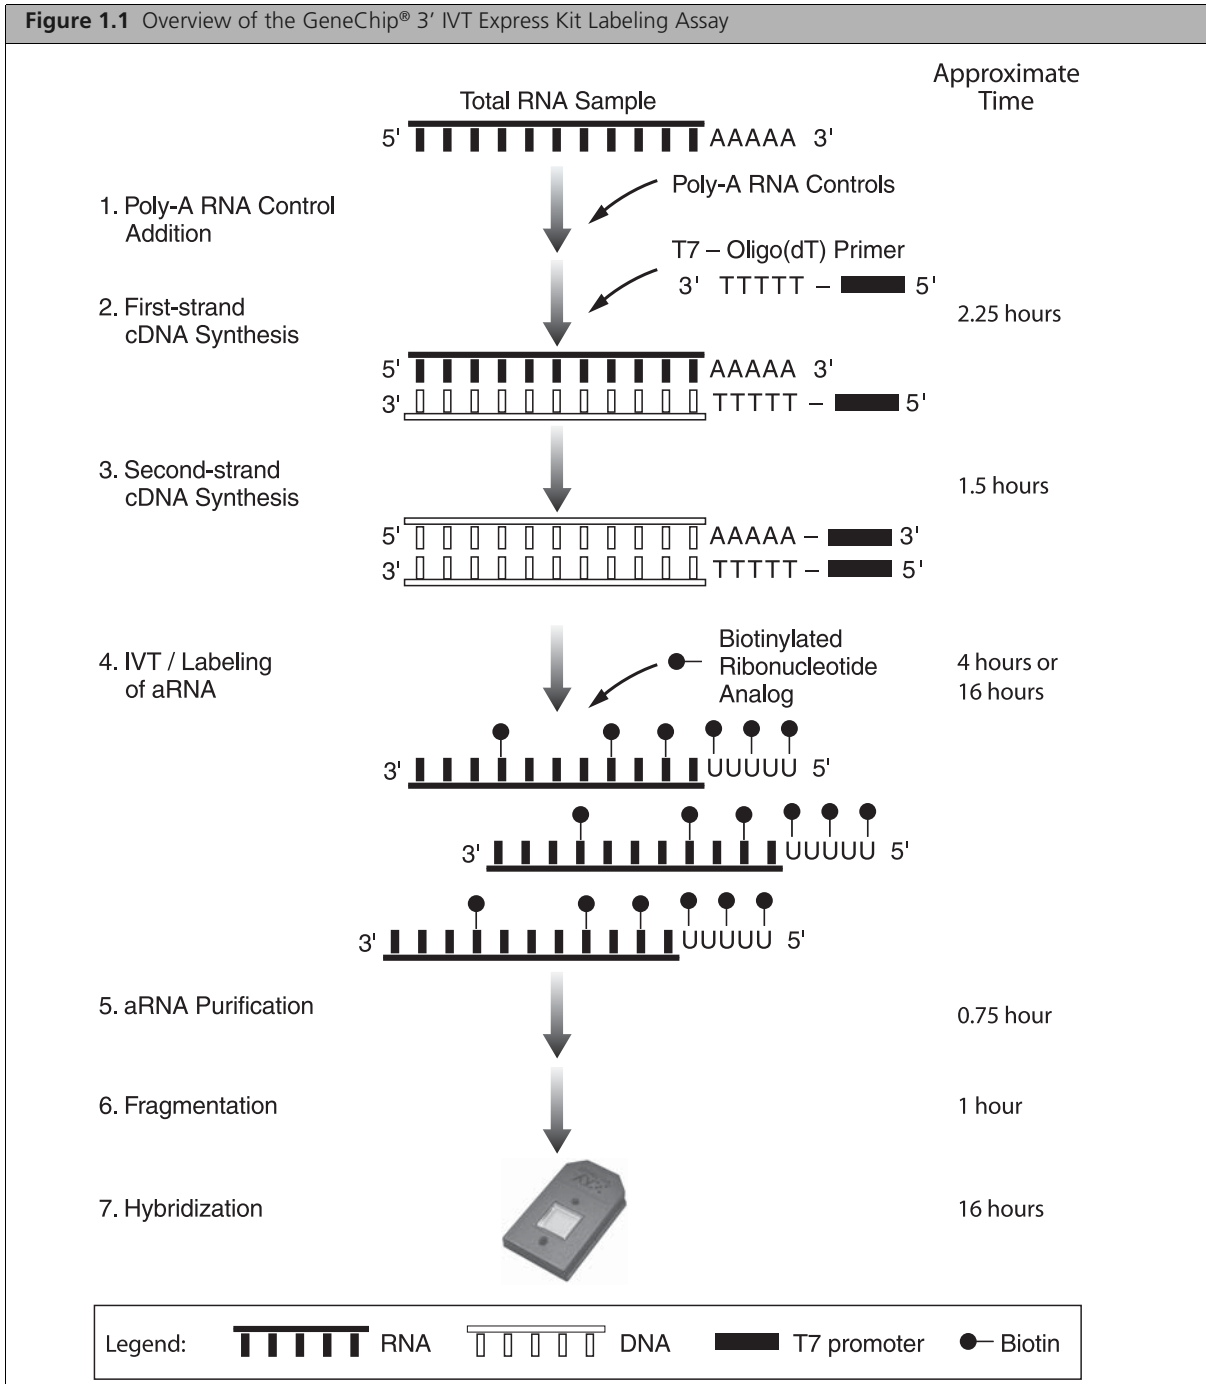 Figure 1.1 Overview of the GeneChip® 3′ IVT Express Kit Labeling Assay
Approximate
Time
Total RNA Sample
5' AAAAA 3'
Poly-A RNA Controls
1. Poly-A RNA Control
Addition
T7 – Oligo(dT) Primer
3' TTTTT – 5'
2. First-strand
cDNA Synthesis
2.25 hours
5' AAAAA 3'
3' TTTTT – 5'
3. Second-strand
cDNA Synthesis
1.5 hours
5' AAAAA – 3'
3' TTTTT – 5'
4. IVT / Labeling
of aRNA
Biotinylated
Ribonucleotide
Analog
4 hours or
16 hours
3' UUUUU 5'
3' UUUUU 5'
3' UUUUU 5'
5. aRNA Purification
0.75 hour
6. Fragmentation
1 hour
7. Hybridization
16 hours
Legend: RNA DNA T7 promoter Biotin